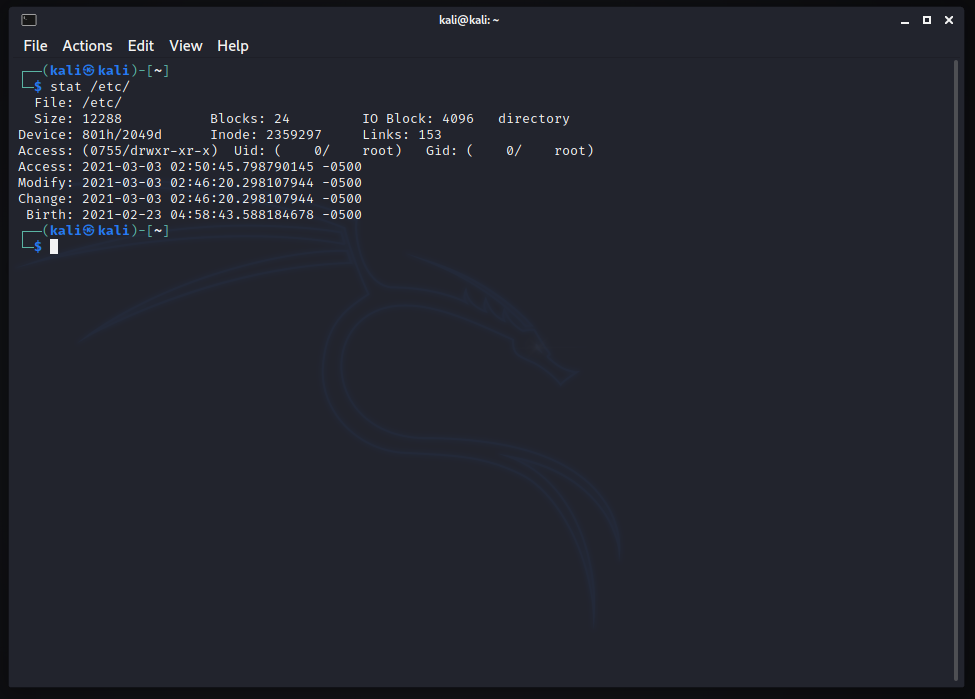 kali@kali: ~
File Actions Edit View Help
┌──(kali㉿kali)-[~]
└─$ stat /etc/
  File: /etc/
  Size: 12288           Blocks: 24         IO Block: 4096   directory
Device: 801h/2049d      Inode: 2359297     Links: 153
Access: (0755/drwxr-xr-x)  Uid: (    0/    root)   Gid: (    0/    root)
Access: 2021-03-03 02:50:45.798790145 -0500
Modify: 2021-03-03 02:46:20.298107944 -0500
Change: 2021-03-03 02:46:20.298107944 -0500
 Birth: 2021-02-23 04:58:43.588184678 -0500
┌──(kali㉿kali)-[~]
└─$